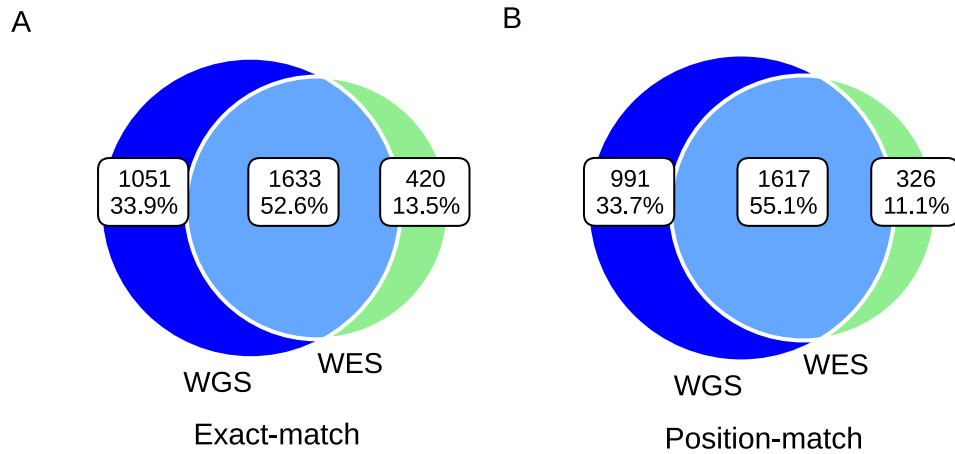 A
1051
33.9%
1633
52.6%
420
13.5%
WGS
WES
Exact-match
B
991
33.7%
1617
55.1%
326
11.1%
WGS
WES
Position-match